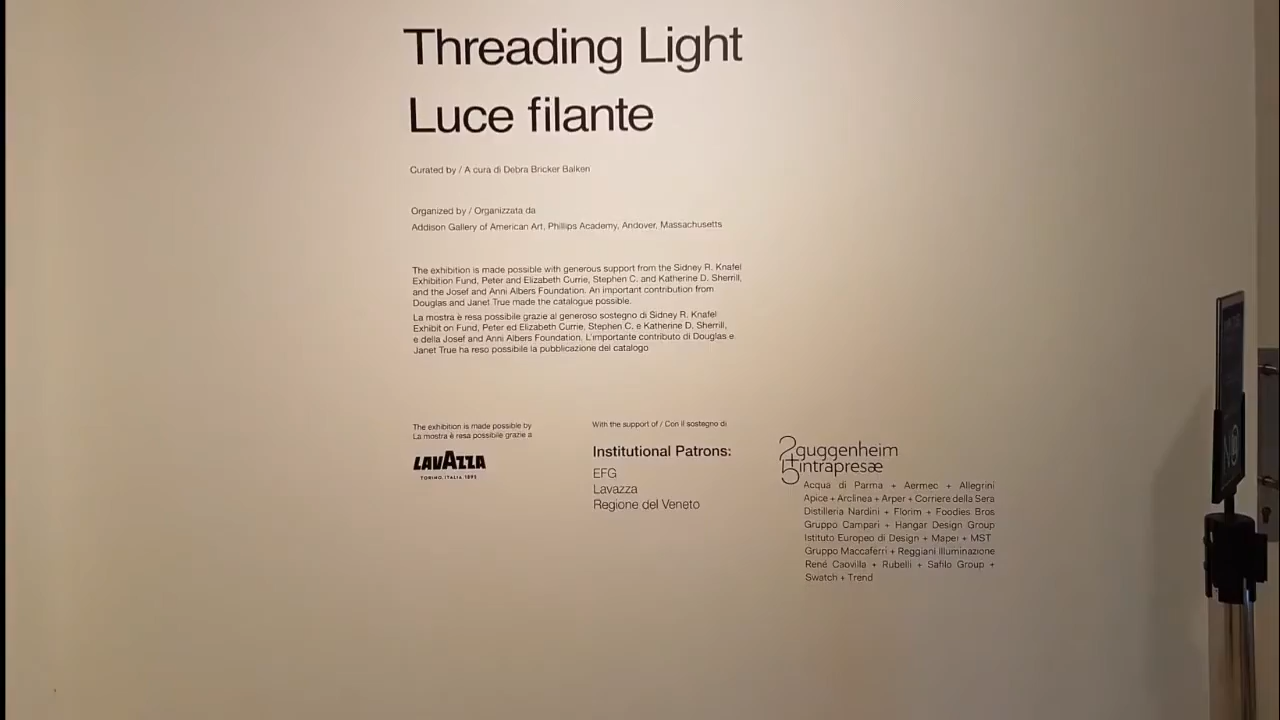 Threading Light
Luce filante
Curated by / A cura di Debra Bricker Balken
Organized by / Organizzata da
Addison Gallery of American Art, Phillips Academy, Andover, Massachusetts
The exhibition is made possible with generous support from the Sidney R. Knafel
Exhibition Fund, Peter and Elizabeth Currie, Stephen C. and Katherine D. Sherrill,
and the Josef and Anni Albers Foundation. An important contribution from
Douglas and Janet True made the catalogue possible.
La mostra è resa possibile grazie al generoso sostegno di Sidney R. Knafel
Exhibition Fund, Peter ed Elizabeth Currie, Stephen C. e Katherine D. Sherrill,
e della Josef and Anni Albers Foundation. L'importante contributo di Douglas e
Janet True ha reso possibile la pubblicazione del catalogo
The exhibition is made possible by
La mostra è resa possibile grazie a
LAVAZZA
TORINO, ITALIA, 1895
With the support of / Con il sostegno di
Institutional Patrons:
EFG
Lavazza
Regione del Veneto
25
guggenheim
intrapresæ
Acqua di Parma + Aermec + Allegrini
Apice + Arclinea + Arper + Corriere della Sera
Distilleria Nardini + Florim + Foodies Bros
Gruppo Campari + Hangar Design Group
Istituto Europeo di Design + Mapei + MST
Gruppo Maccaferri + Reggiani Illuminazione
René Caovilla + Rubelli + Safilo Group +
Swatch + Trend